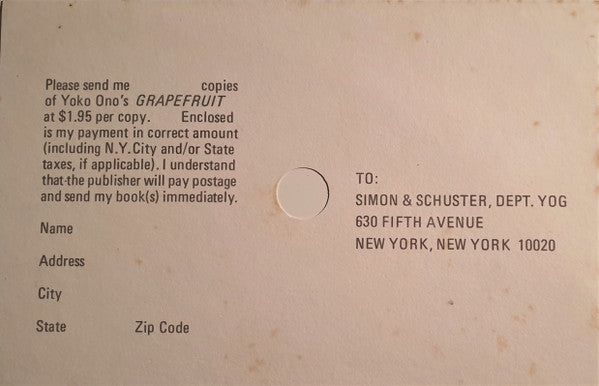 Please send me copies
of Yoko Ono's GRAPEFRUIT
at $1.95 per copy. Enclosed
is my payment in correct amount
(including N.Y.City and/or State
taxes, if applicable). I understand
that the publisher will pay postage
and send my book(s) immediately.
Name
Address
City
State Zip Code
TO:
SIMON & SCHUSTER, DEPT. YOG
630 FIFTH AVENUE
NEW YORK, NEW YORK 10020